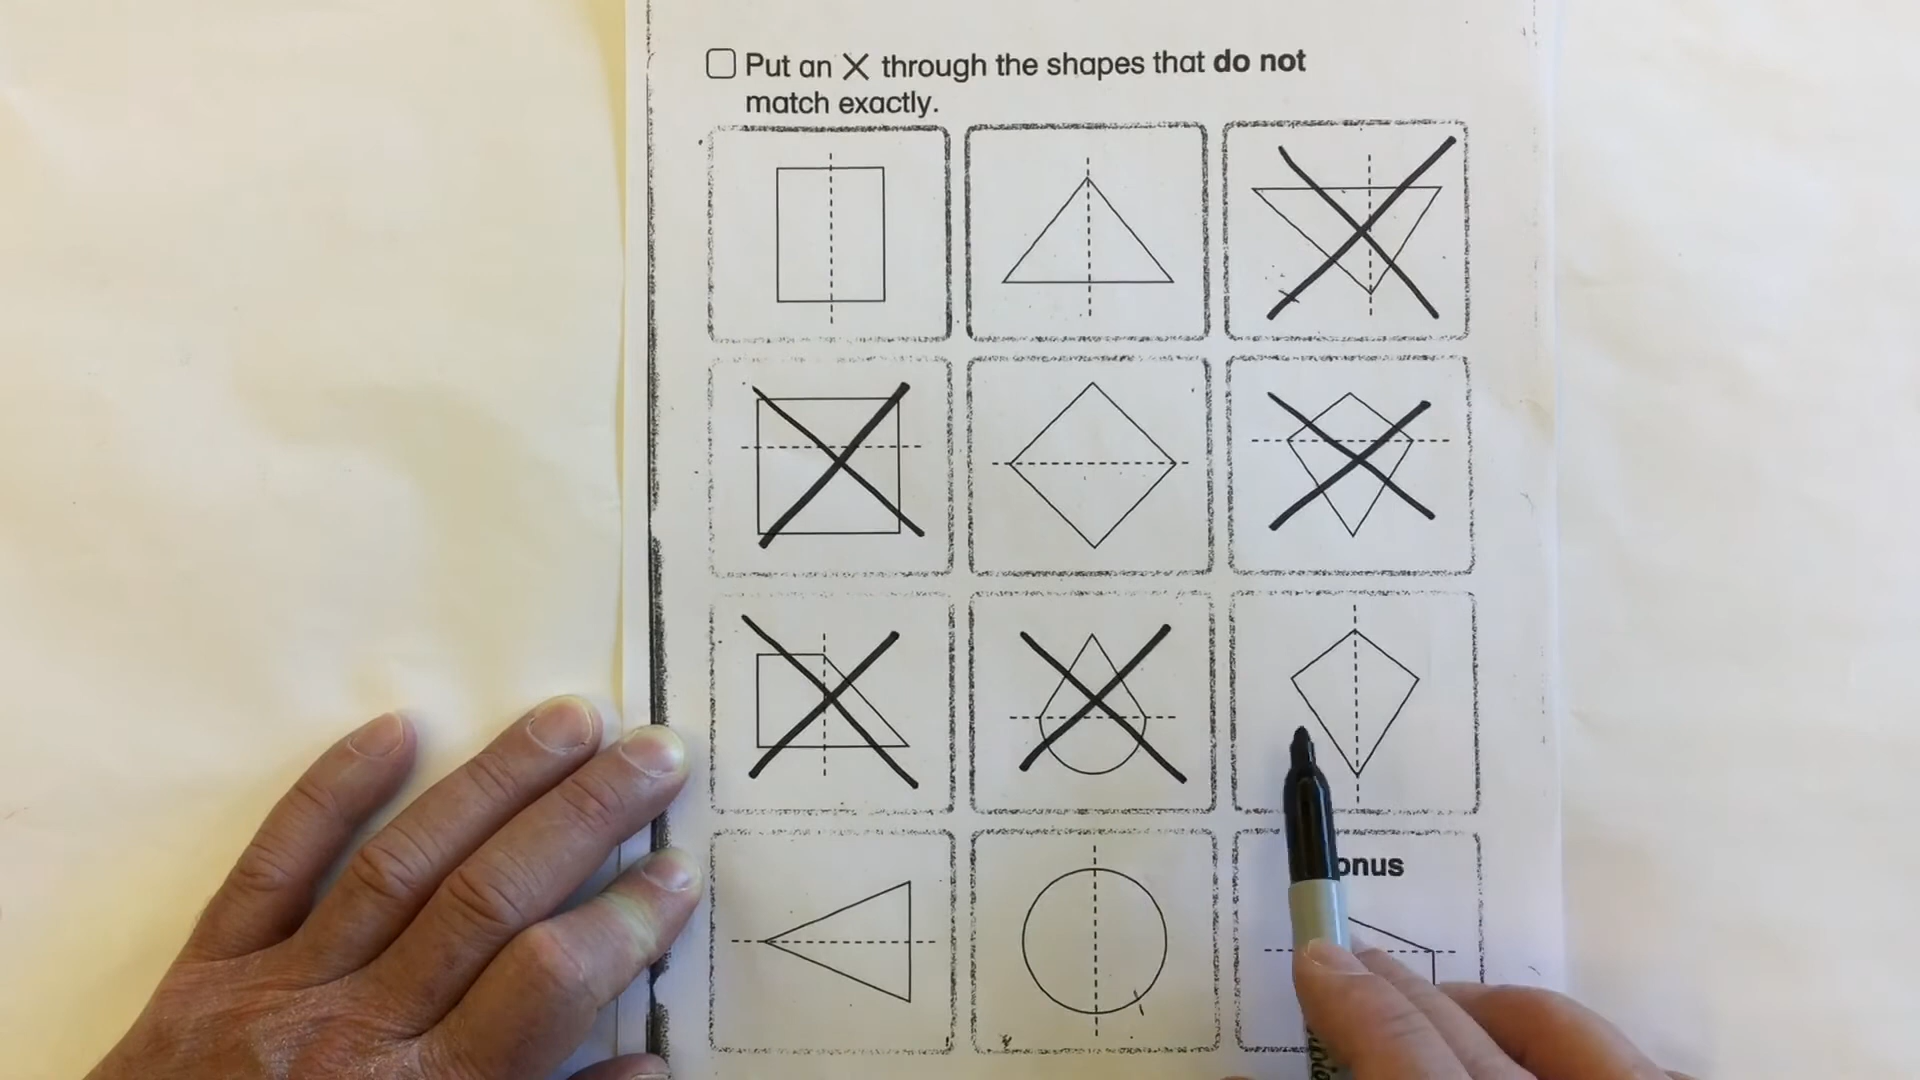 Put an X through the shapes that do not
match exactly.
onus